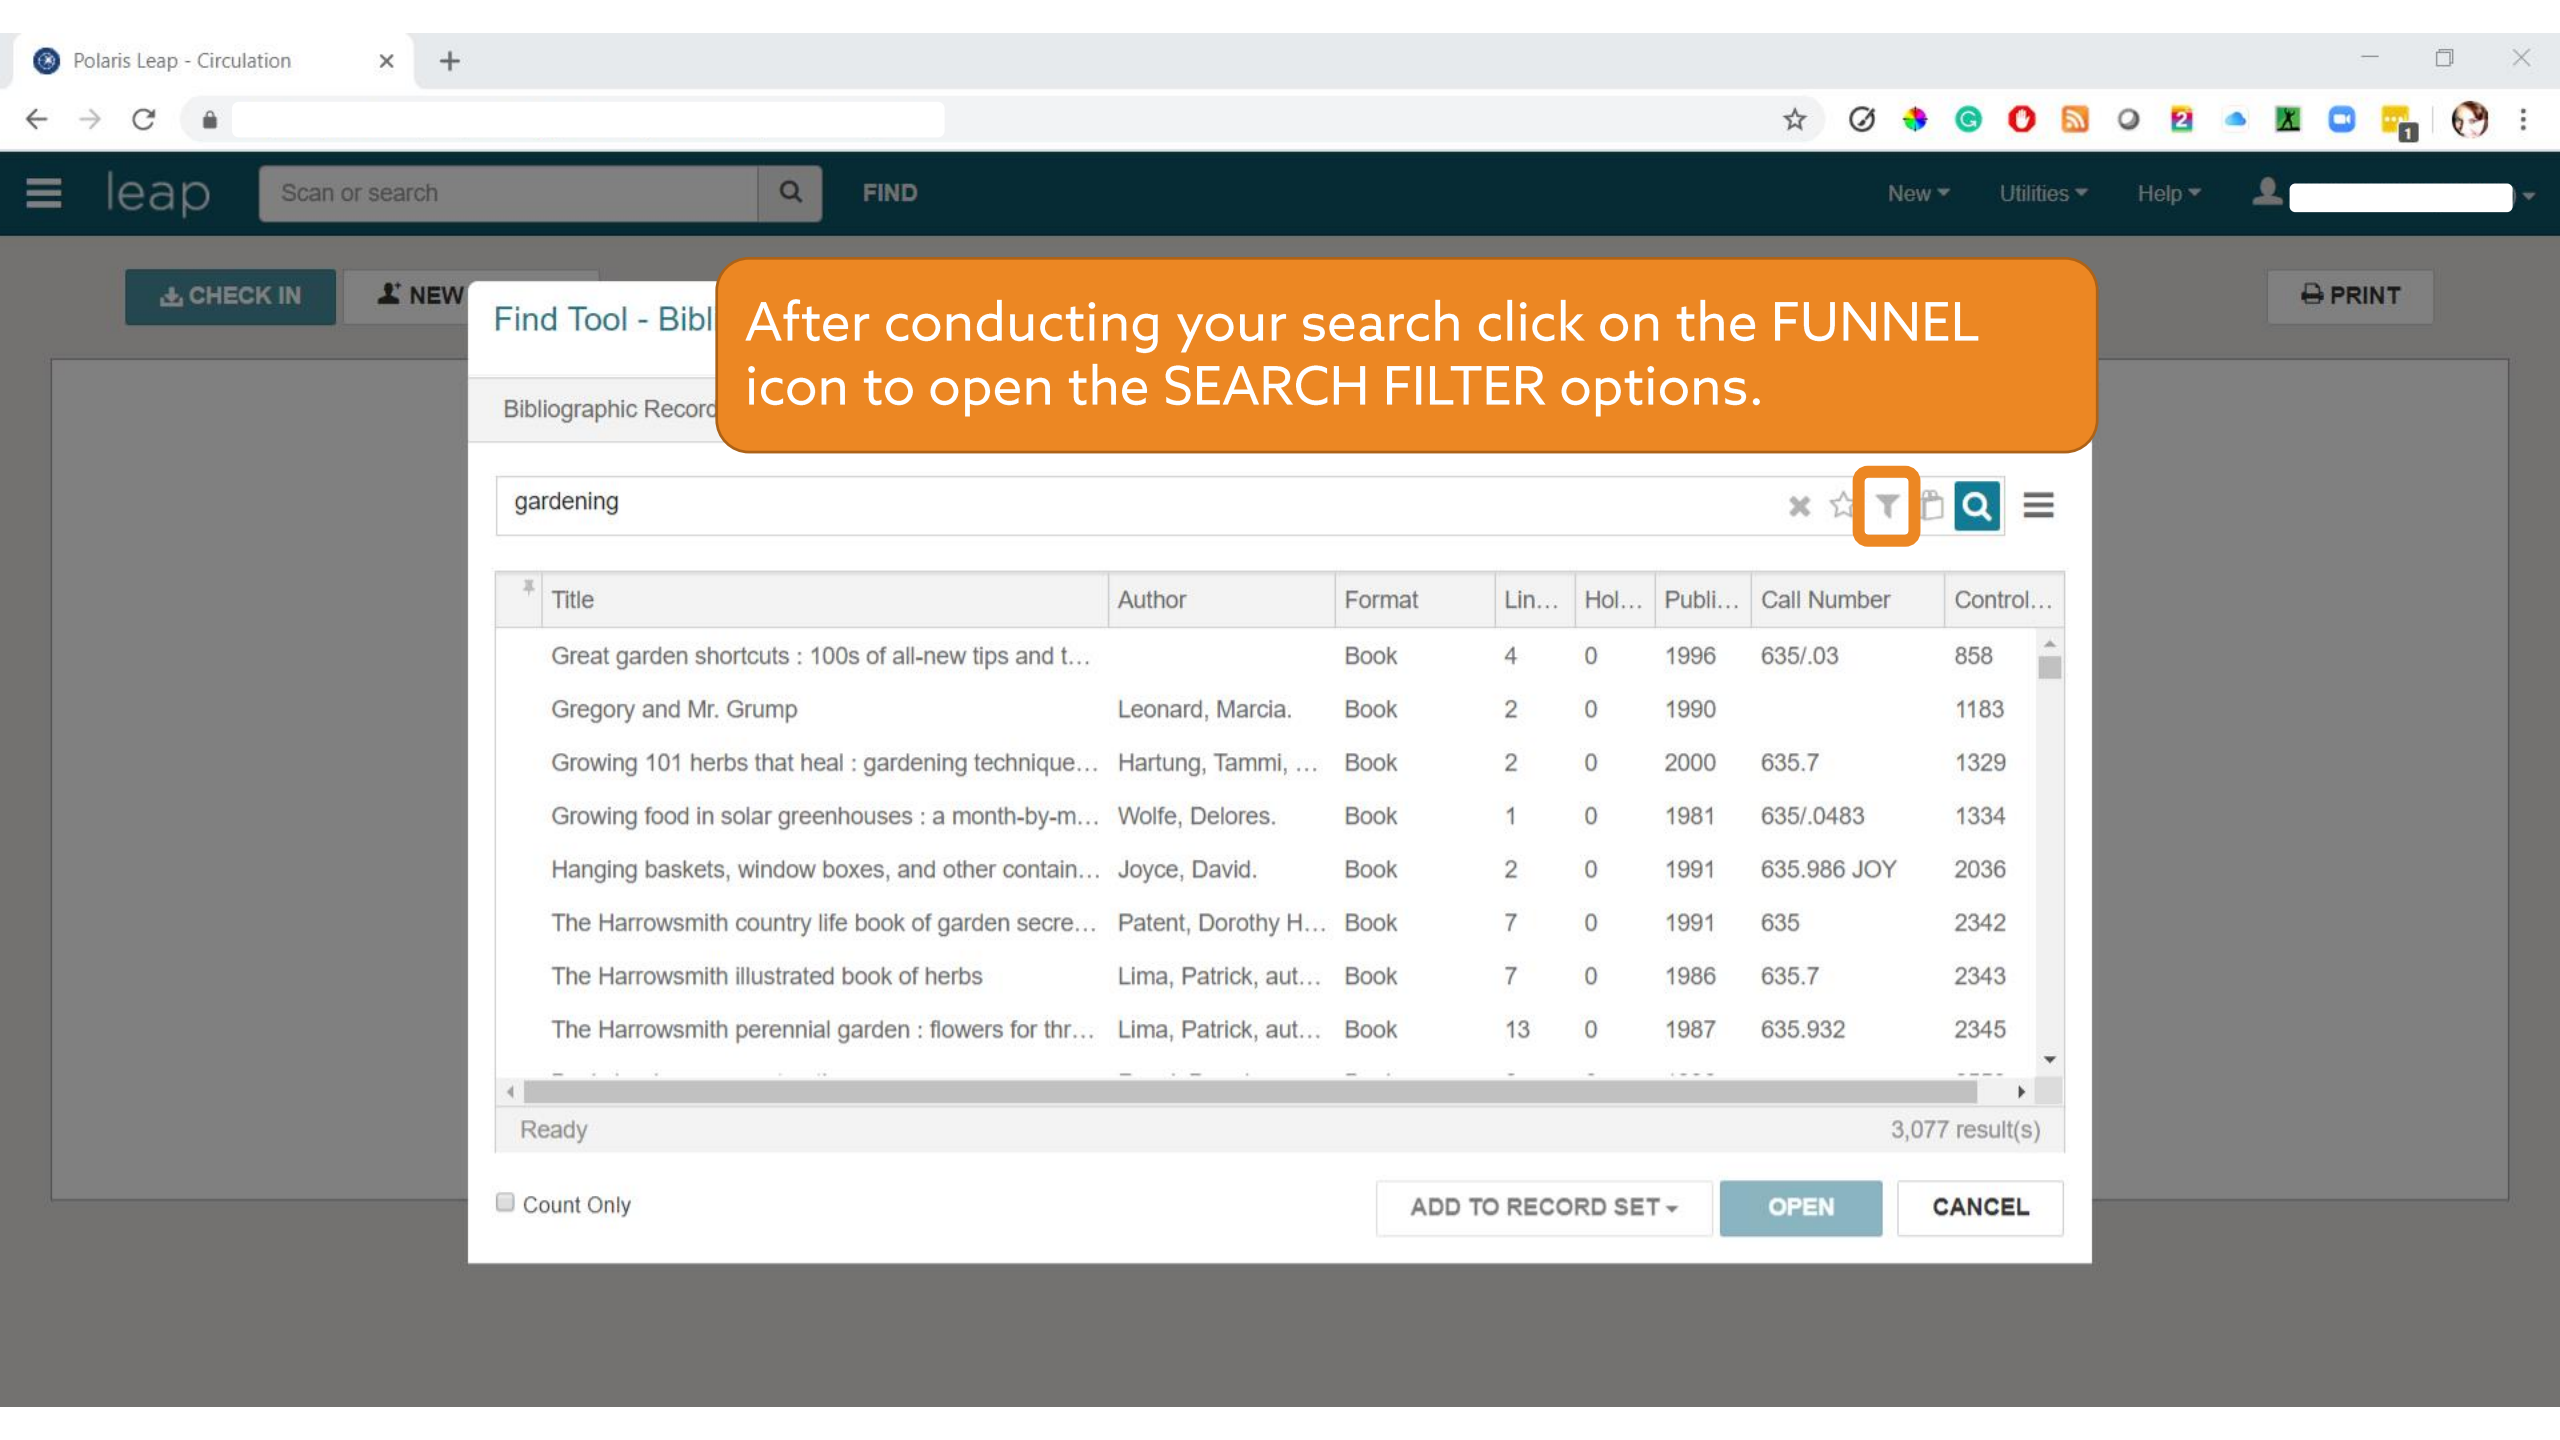 Polaris Leap - Circulation
1
leap Scan or search FIND New Utilities Help
CHECK IN NEW PRINT
Find Tool - Bibl
After conducting your search click on the FUNNEL
icon to open the SEARCH FILTER options.
Bibliographic Record
gardening
Title Author Format Lin... Hol... Publi... Call Number Control...
Great garden shortcuts : 100s of all-new tips and t... Book 4 0 1996 635/.03 858
Gregory and Mr. Grump Leonard, Marcia. Book 2 0 1990 1183
Growing 101 herbs that heal : gardening technique... Hartung, Tammi, ... Book 2 0 2000 635.7 1329
Growing food in solar greenhouses : a month-by-m... Wolfe, Delores. Book 1 0 1981 635/.0483 1334
Hanging baskets, window boxes, and other contain... Joyce, David. Book 2 0 1991 635.986 JOY 2036
The Harrowsmith country life book of garden secre... Patent, Dorothy H... Book 7 0 1991 635 2342
The Harrowsmith illustrated book of herbs Lima, Patrick, aut... Book 7 0 1986 635.7 2343
The Harrowsmith perennial garden : flowers for thr... Lima, Patrick, aut... Book 13 0 1987 635.932 2345
Ready 3,077 result(s)
Count Only ADD TO RECORD SET OPEN CANCEL